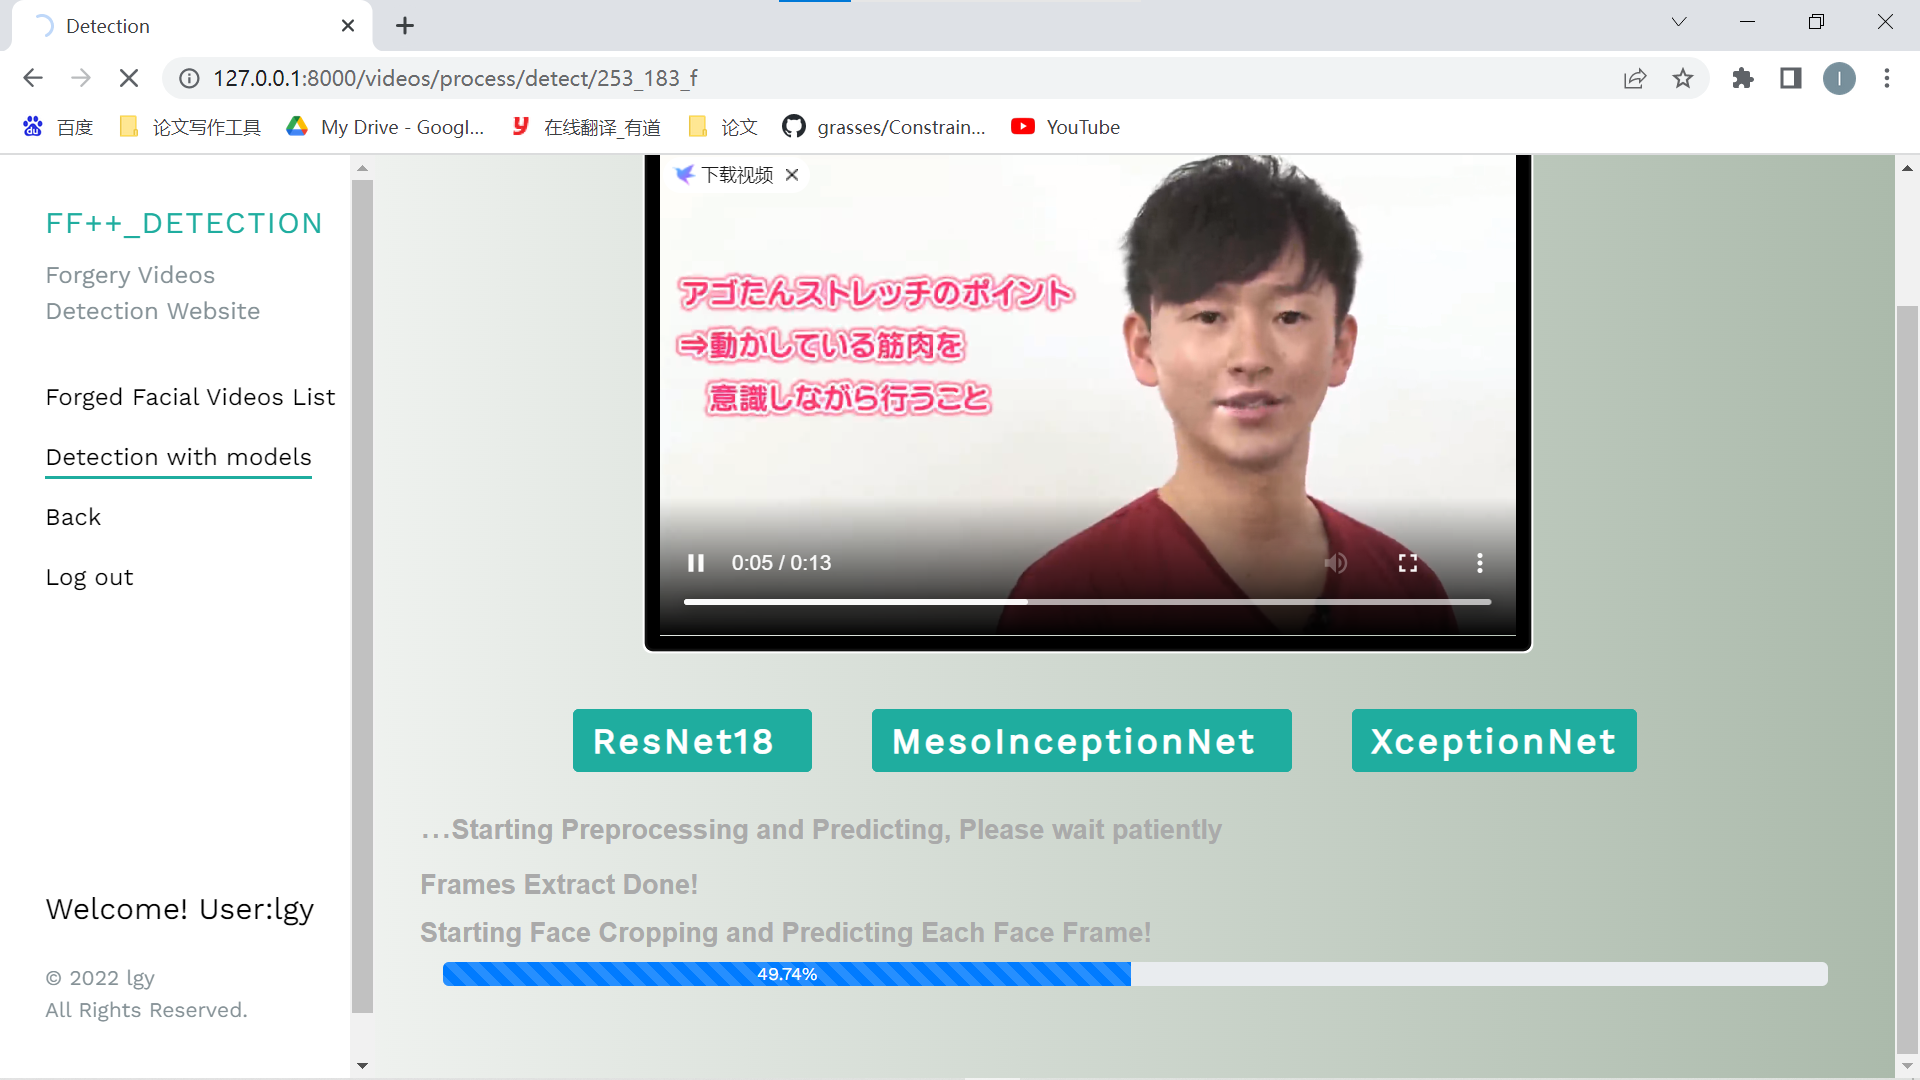 Detection
127.0.0.1:8000/videos/process/detect/253_183_f
I
百度
论文写作工具
My Drive - Googl...
在线翻译_有道
论文
grasses/Constrain...
YouTube
FF++_DETECTION
Forgery Videos
Detection Website
Forged Facial Videos List
Detection with models
Back
Log out
Welcome! User:lgy
© 2022 lgy
All Rights Reserved.
下载视频
アゴたんストレッチのポイント
⇒動かしている筋肉を
意識しながら行うこと
0:05 / 0:13
ResNet18
MesoInceptionNet
XceptionNet
...Starting Preprocessing and Predicting, Please wait patiently
Frames Extract Done!
Starting Face Cropping and Predicting Each Face Frame!
49.74%